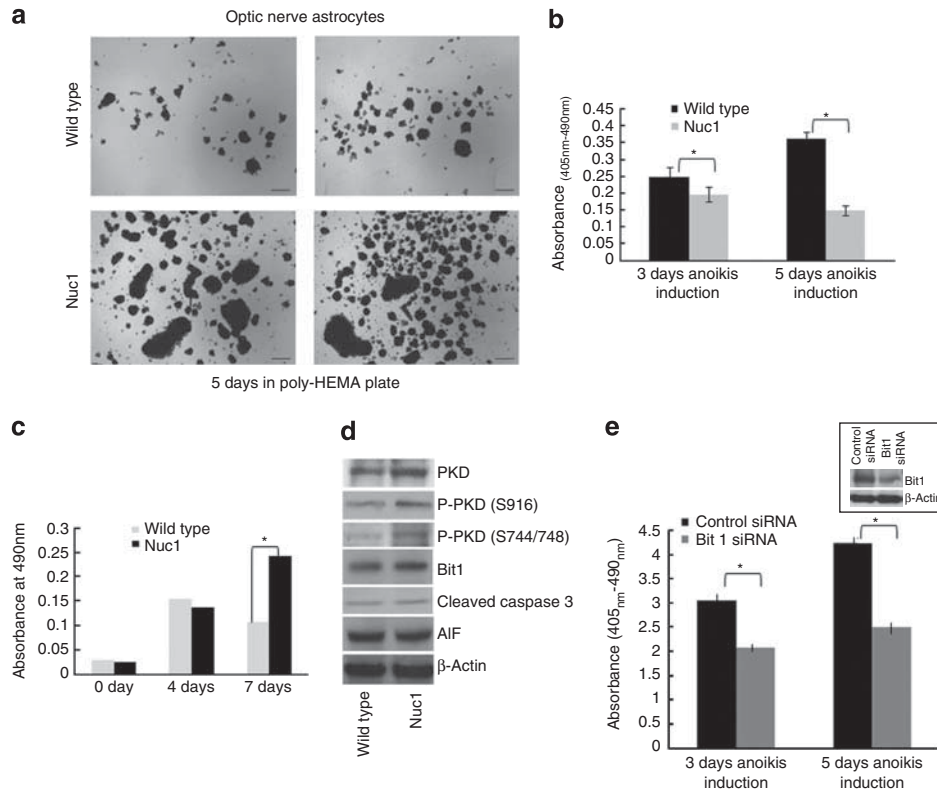 a
Optic nerve astrocytes
Wild type
Nuc1
5 days in poly-HEMA plate
b
Wild type
Nuc1
Absorbance (405nm-490nm)
0.45
0.4
0.35
0.3
0.25
0.2
0.15
0.1
0.05
0
*
*
3 days anoikis
induction
5 days anoikis
induction
c
Wild type
Nuc1
Absorbance at 490nm
0.3
0.25
0.2
0.15
0.1
0.05
0
*
0 day
4 days
7 days
d
PKD
P-PKD (S916)
P-PKD (S744/748)
Bit1
Cleaved caspase 3
AIF
β-Actin
Wild type
Nuc1
e
Control
siRNA
Bit1
siRNA
Bit1
β-Actin
Control siRNA
Bit 1 siRNA
Absorbance (405nm-490nm)
4.5
4
3.5
3
2.5
2
1.5
1
0.5
0
*
*
3 days anoikis
induction
5 days anoikis
induction